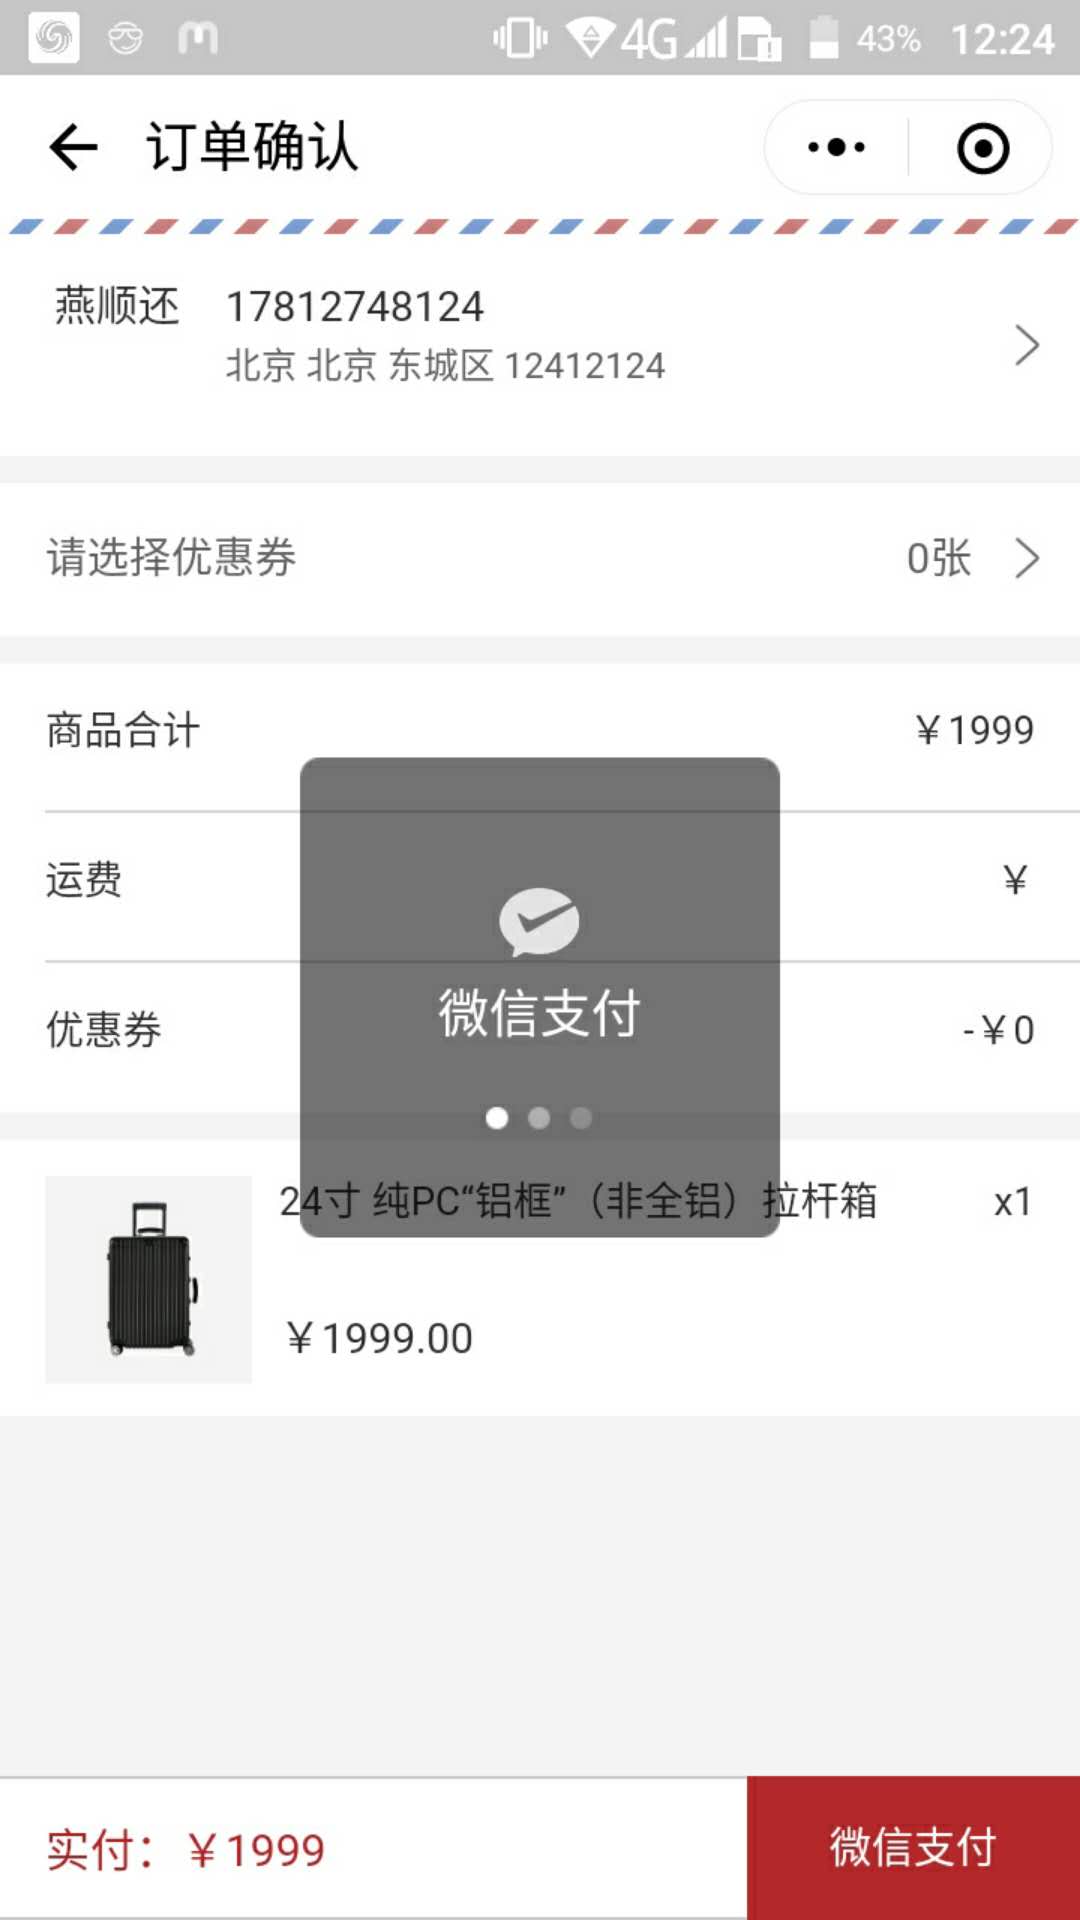 4G 43% 12:24
订单确认
燕顺还 17812748124
北京 北京 东城区 12412124
请选择优惠券 0张
商品合计 ￥1999
运费 ￥
优惠券 -￥0
微信支付
24寸 纯PC“铝框”（非全铝）拉杆箱 x1
￥1999.00
实付：￥1999
微信支付